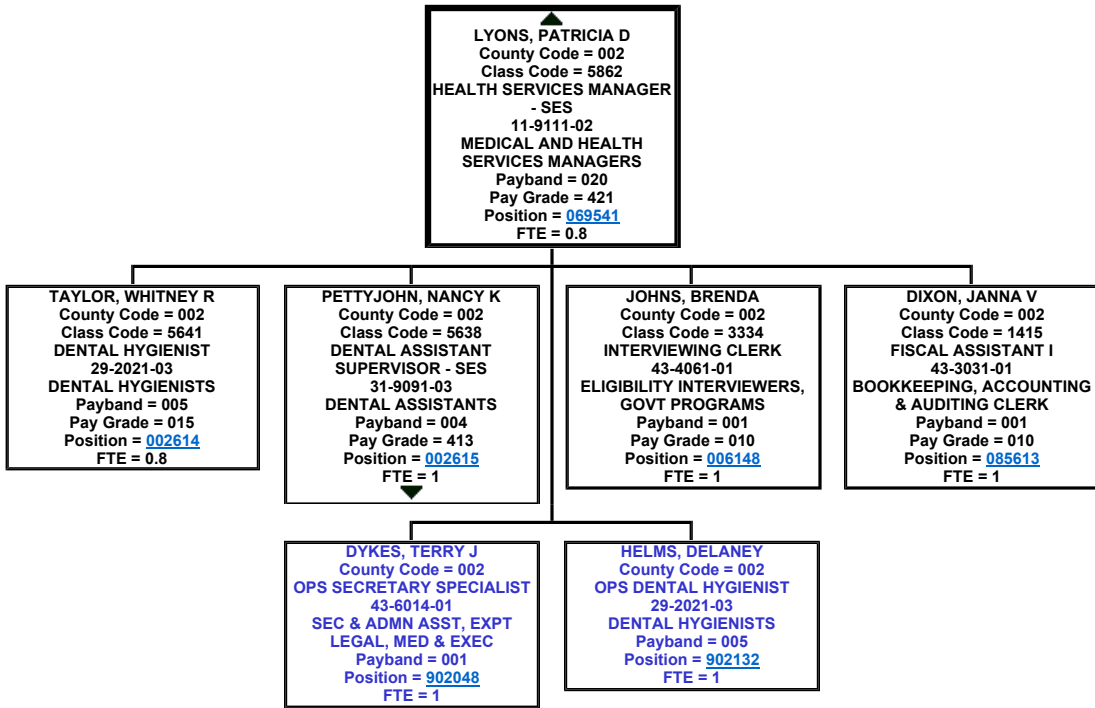 LYONS, PATRICIA D
County Code = 002
Class Code = 5862
HEALTH SERVICES MANAGER
- SES
11-9111-02
MEDICAL AND HEALTH
SERVICES MANAGERS
Payband = 020
Pay Grade = 421
Position = 069541
FTE = 0.8
TAYLOR, WHITNEY R
County Code = 002
Class Code = 5641
DENTAL HYGIENIST
29-2021-03
DENTAL HYGIENISTS
Payband = 005
Pay Grade = 015
Position = 002614
FTE = 0.8
PETTYJOHN, NANCY K
County Code = 002
Class Code = 5638
DENTAL ASSISTANT
SUPERVISOR - SES
31-9091-03
DENTAL ASSISTANTS
Payband = 004
Pay Grade = 413
Position = 002615
FTE = 1
JOHNS, BRENDA
County Code = 002
Class Code = 3334
INTERVIEWING CLERK
43-4061-01
ELIGIBILITY INTERVIEWERS,
GOVT PROGRAMS
Payband = 001
Pay Grade = 010
Position = 006148
FTE = 1
DIXON, JANNA V
County Code = 002
Class Code = 1415
FISCAL ASSISTANT I
43-3031-01
BOOKKEEPING, ACCOUNTING
& AUDITING CLERK
Payband = 001
Pay Grade = 010
Position = 085613
FTE = 1
DYKES, TERRY J
County Code = 002
OPS SECRETARY SPECIALIST
43-6014-01
SEC & ADMN ASST, EXPT
LEGAL, MED & EXEC
Payband = 001
Position = 902048
FTE = 1
HELMS, DELANEY
County Code = 002
OPS DENTAL HYGIENIST
29-2021-03
DENTAL HYGIENISTS
Payband = 005
Position = 902132
FTE = 1